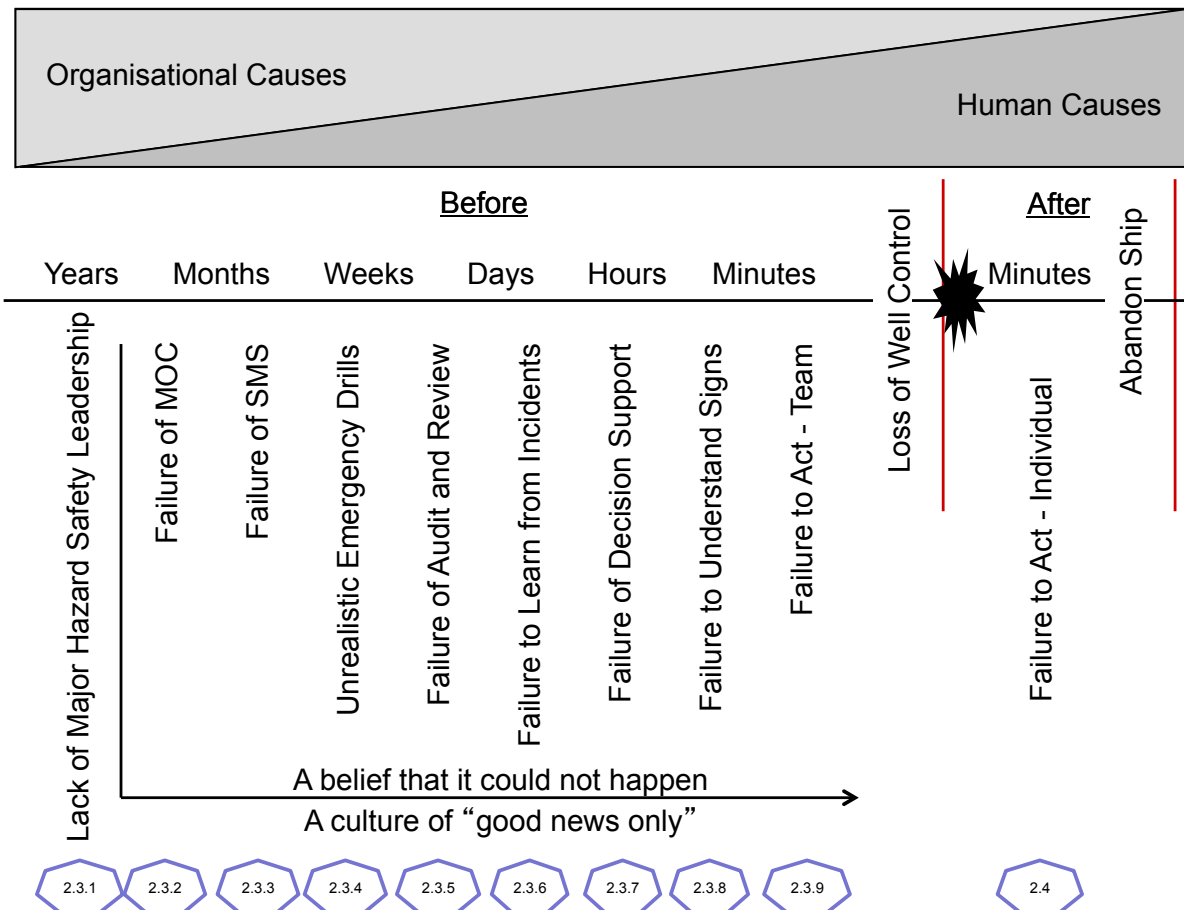 Organisational Causes
Human Causes
Before
After
Years
Months
Weeks
Days
Hours
Minutes
Loss of Well Control
Minutes
Abandon Ship
Lack of Major Hazard Safety Leadership
Failure of MOC
Failure of SMS
Unrealistic Emergency Drills
Failure of Audit and Review
Failure to Learn from Incidents
Failure of Decision Support
Failure to Understand Signs
Failure to Act - Team
Failure to Act - Individual
A belief that it could not happen
A culture of “good news only”
2.3.1
2.3.2
2.3.3
2.3.4
2.3.5
2.3.6
2.3.7
2.3.8
2.3.9
2.4